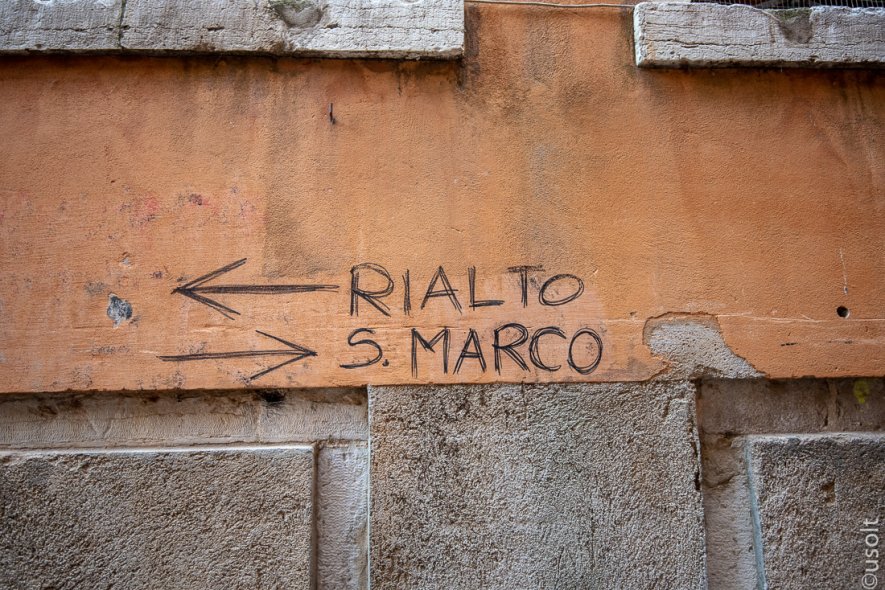 ← RIALTO
→ S. MARCO
©usolt